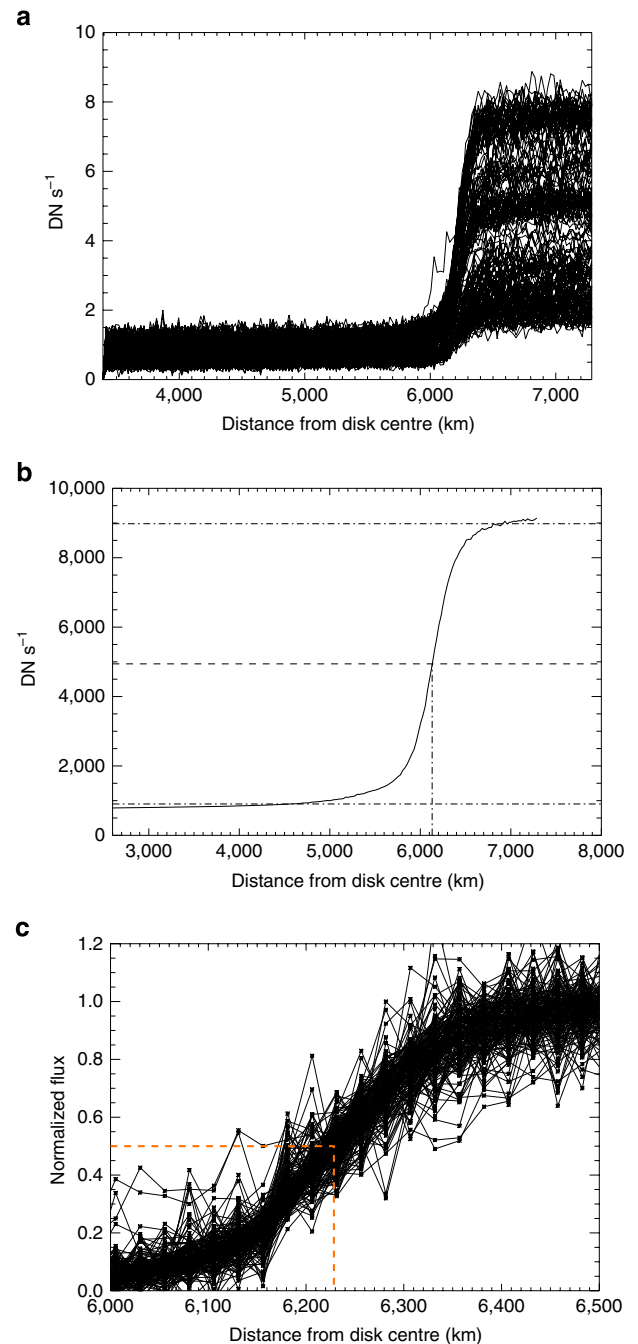 a
10
8
6
4
2
0
DN s⁻¹
4,000 5,000 6,000 7,000
Distance from disk centre (km)
b
10,000
8,000
6,000
4,000
2,000
0
DN s⁻¹
3,000 4,000 5,000 6,000 7,000 8,000
Distance from disk centre (km)
c
1.2
1.0
0.8
0.6
0.4
0.2
0.0
Normalized flux
6,000 6,100 6,200 6,300 6,400 6,500
Distance from disk centre (km)